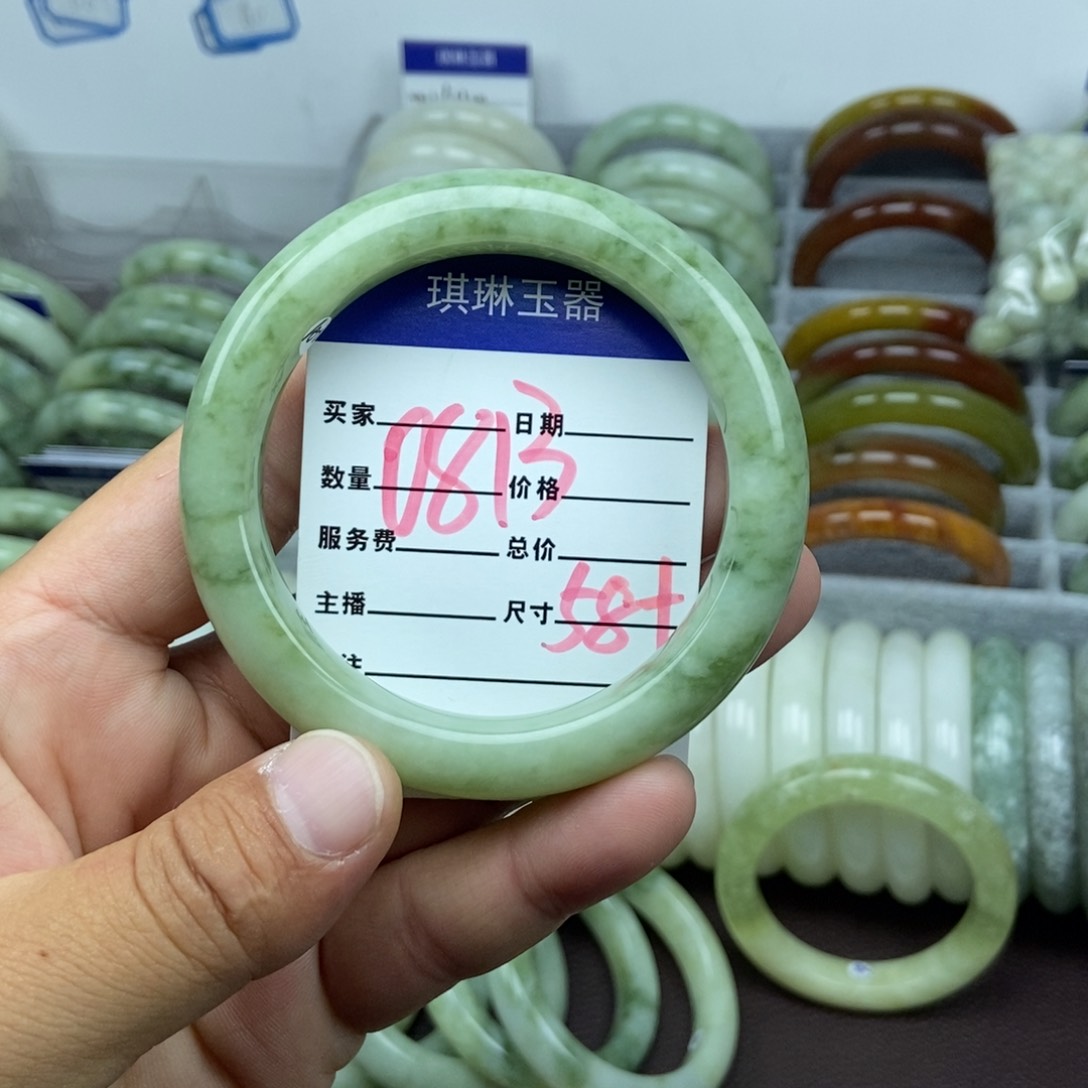 琪琳玉器
买家 日期
0813
数量 价格
服务费 总价
主播 尺寸 58+
注